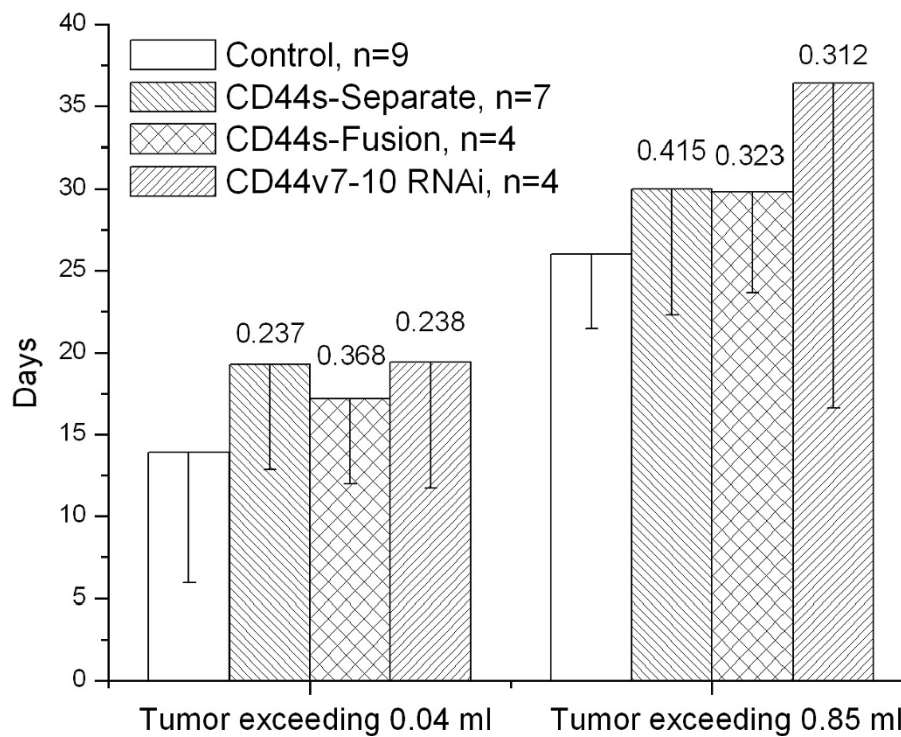 40
35
30
25
20
15
10
5
0
Days
Control, n=9
CD44s-Separate, n=7
CD44s-Fusion, n=4
CD44v7-10 RNAi, n=4
0.237
0.368
0.238
0.415
0.323
0.312
Tumor exceeding 0.04 ml
Tumor exceeding 0.85 ml